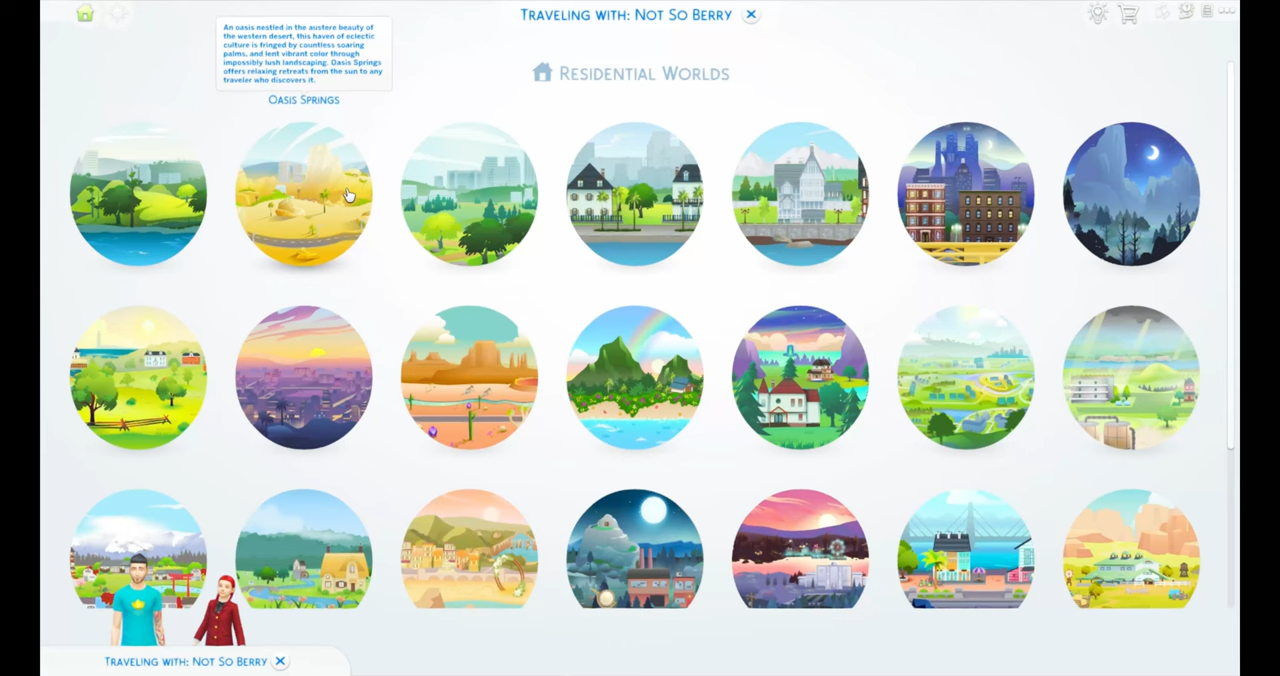 TRAVELING WITH: NOT SO BERRY
An oasis nestled in the austere beauty of
the western desert, this haven of eclectic
culture is fringed by countless soaring
palms, and lent vibrant color through
impossibly lush landscaping. Oasis Springs
offers relaxing retreats from the sun to any
traveler who discovers it.
OASIS SPRINGS
RESIDENTIAL WORLDS
TRAVELING WITH: NOT SO BERRY